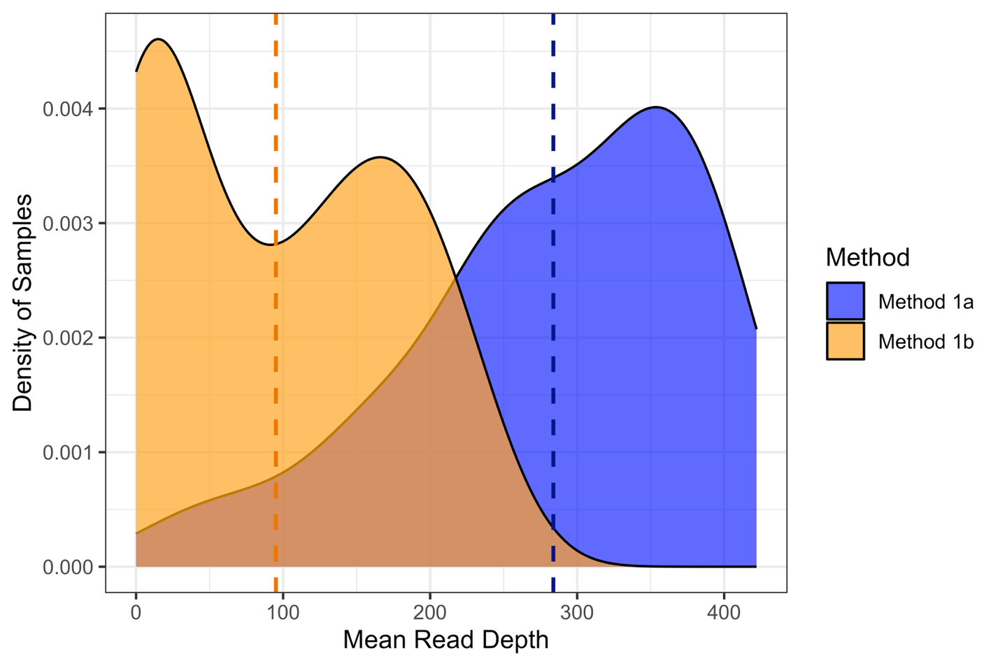 Density of Samples
0.004
0.003
0.002
0.001
0.000
0 100 200 300 400
Mean Read Depth
Method
Method 1a
Method 1b